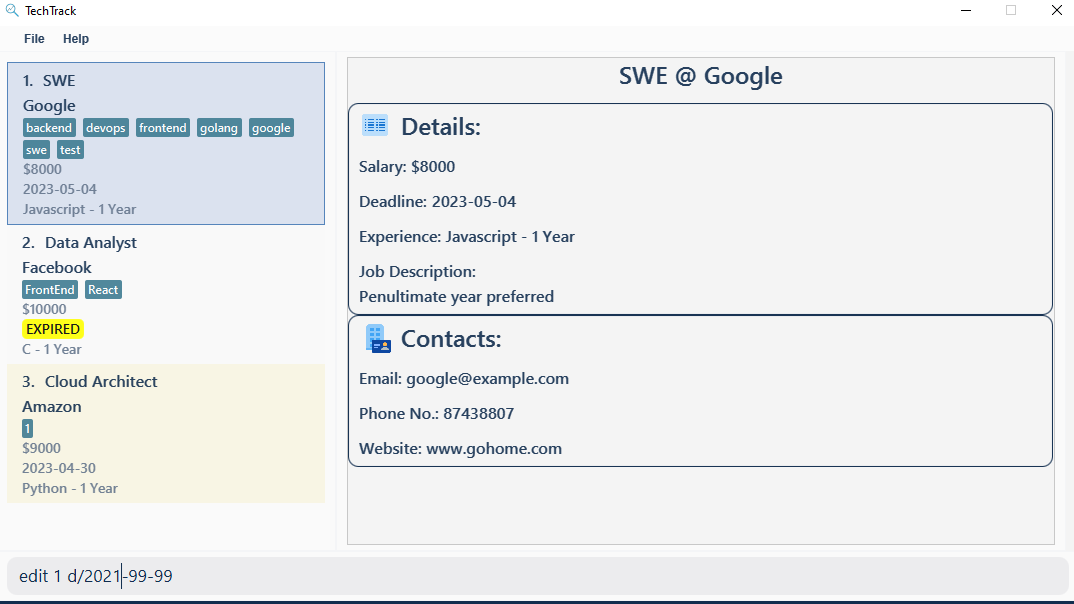 TechTrack
File Help
1. SWE
Google
backend devops frontend golang google
swe test
$8000
2023-05-04
Javascript - 1 Year
2. Data Analyst
Facebook
FrontEnd React
$10000
EXPIRED
C - 1 Year
3. Cloud Architect
Amazon
1
$9000
2023-04-30
Python - 1 Year
SWE @ Google
Details:
Salary: $8000
Deadline: 2023-05-04
Experience: Javascript - 1 Year
Job Description:
Penultimate year preferred
Contacts:
Email: google@example.com
Phone No.: 87438807
Website: www.gohome.com
edit 1 d/2021-99-99